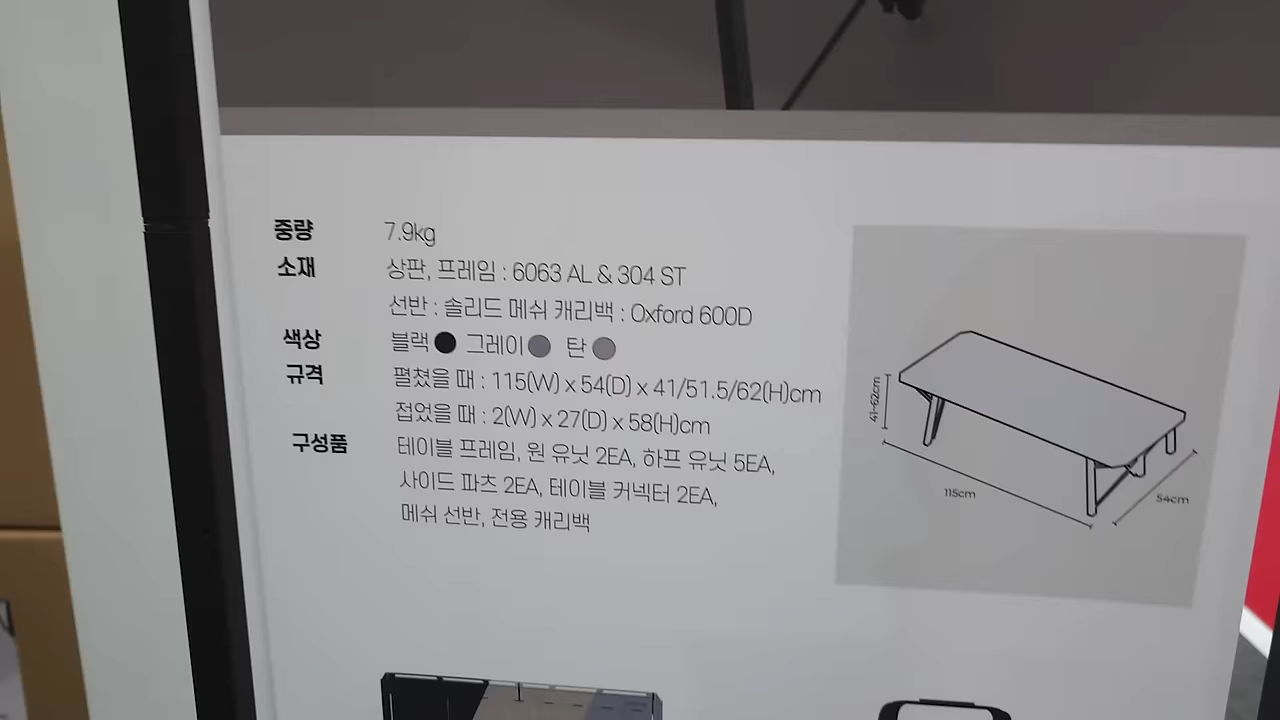 중량 7.9kg
소재 상판, 프레임 : 6063 AL & 304 ST
선반 : 솔리드 메쉬 캐리백 : Oxford 600D
색상 블랙 그레이 탄
규격 펼쳤을 때 : 115(W) x 54(D) x 41/51.5/62(H)cm
접었을 때 : 2(W) x 27(D) x 58(H)cm
구성품 테이블 프레임, 원 유닛 2EA, 하프 유닛 5EA,
사이드 파츠 2EA, 테이블 커넥터 2EA,
메쉬 선반, 전용 캐리백
41~62cm
115cm
54cm